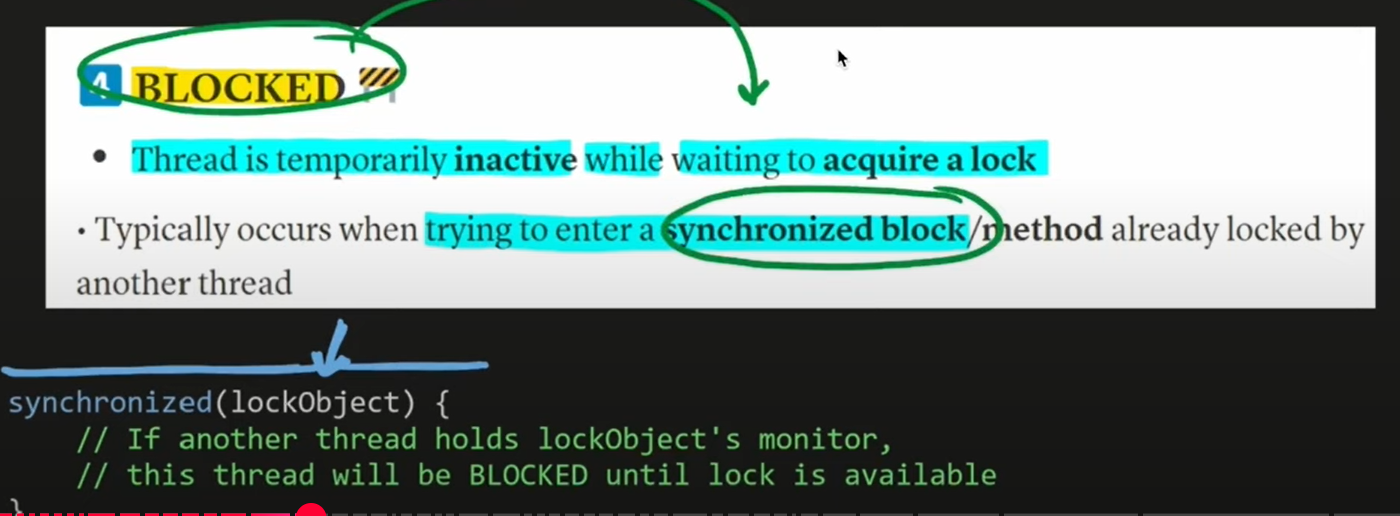 4 BLOCKED 🚧
• Thread is temporarily inactive while waiting to acquire a lock
• Typically occurs when trying to enter a synchronized block/method already locked by
another thread
synchronized(lockObject) {
    // If another thread holds lockObject's monitor,
    // this thread will be BLOCKED until lock is available
}